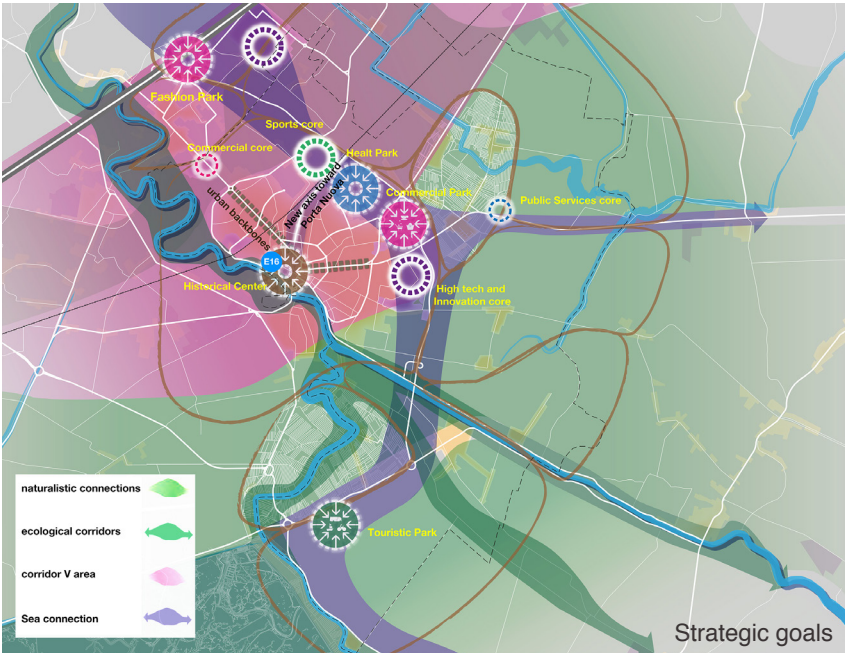 Fashion Park
Sports core
Commercial core
Healt Park
New axis toward
Porta Nuova
Commercial Park
urban backbones
Public Services core
E16
Historical Center
High tech and
Innovation core
naturalistic connections
ecological corridors
corridor V area
Sea connection
Touristic Park
Strategic goals